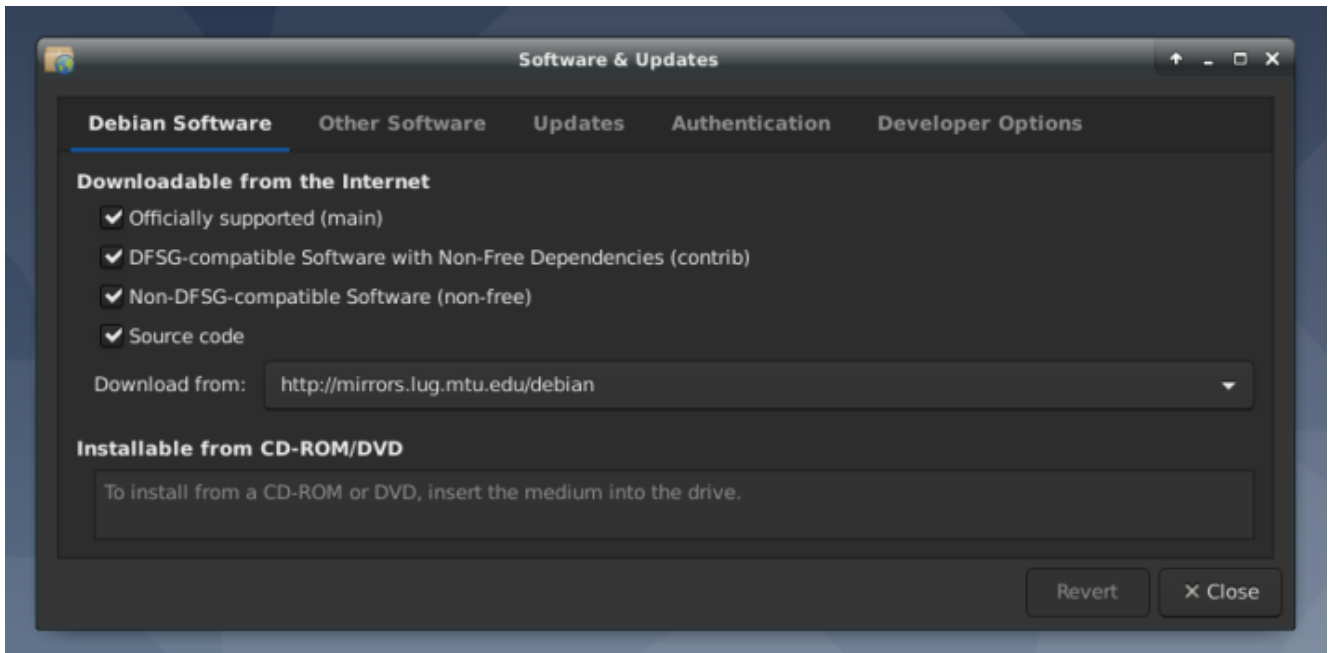 Software & Updates
Debian Software Other Software Updates Authentication Developer Options
Downloadable from the Internet
Officially supported (main)
DFSG-compatible Software with Non-Free Dependencies (contrib)
Non-DFSG-compatible Software (non-free)
Source code
Download from: http://mirrors.lug.mtu.edu/debian
Installable from CD-ROM/DVD
To install from a CD-ROM or DVD, insert the medium into the drive.
Revert Close